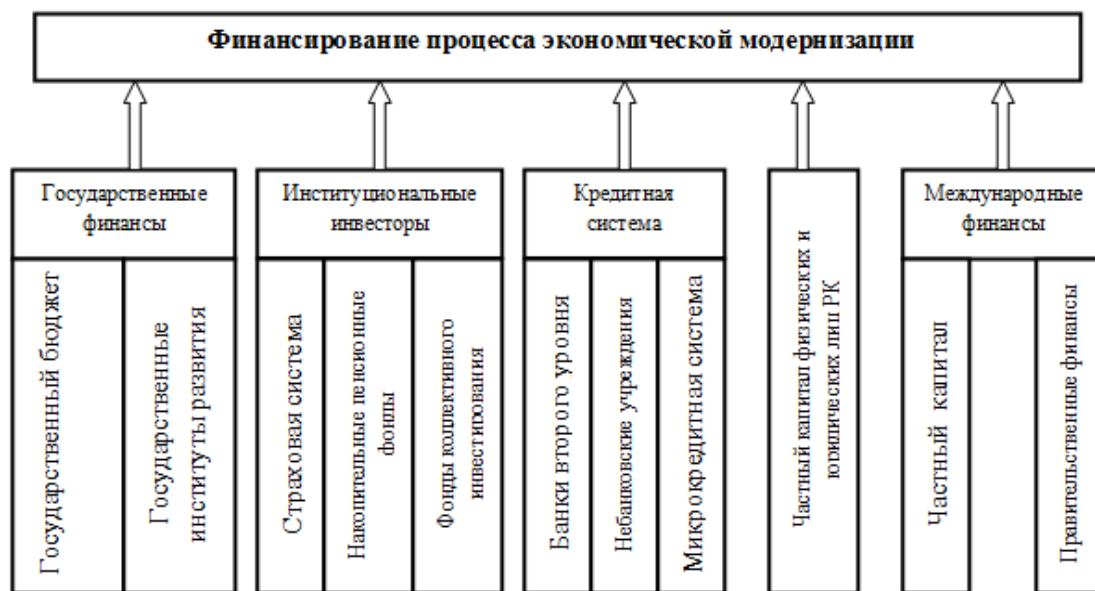 Финансирование процесса экономической модернизации
Государственные
финансы
Институциональные
инвесторы
Кредитная
система
Частный капитал физических и
юридических лиц РК
Международные
финансы
Государственный бюджет
Государственные
институты развития
Страховая система
Накопительные пенсионные
фонды
Фонды коллективного
инвестирования
Банки второго уровня
Небанковские учреждения
Микрокредитная система
Частный капитал
Правительственные финансы